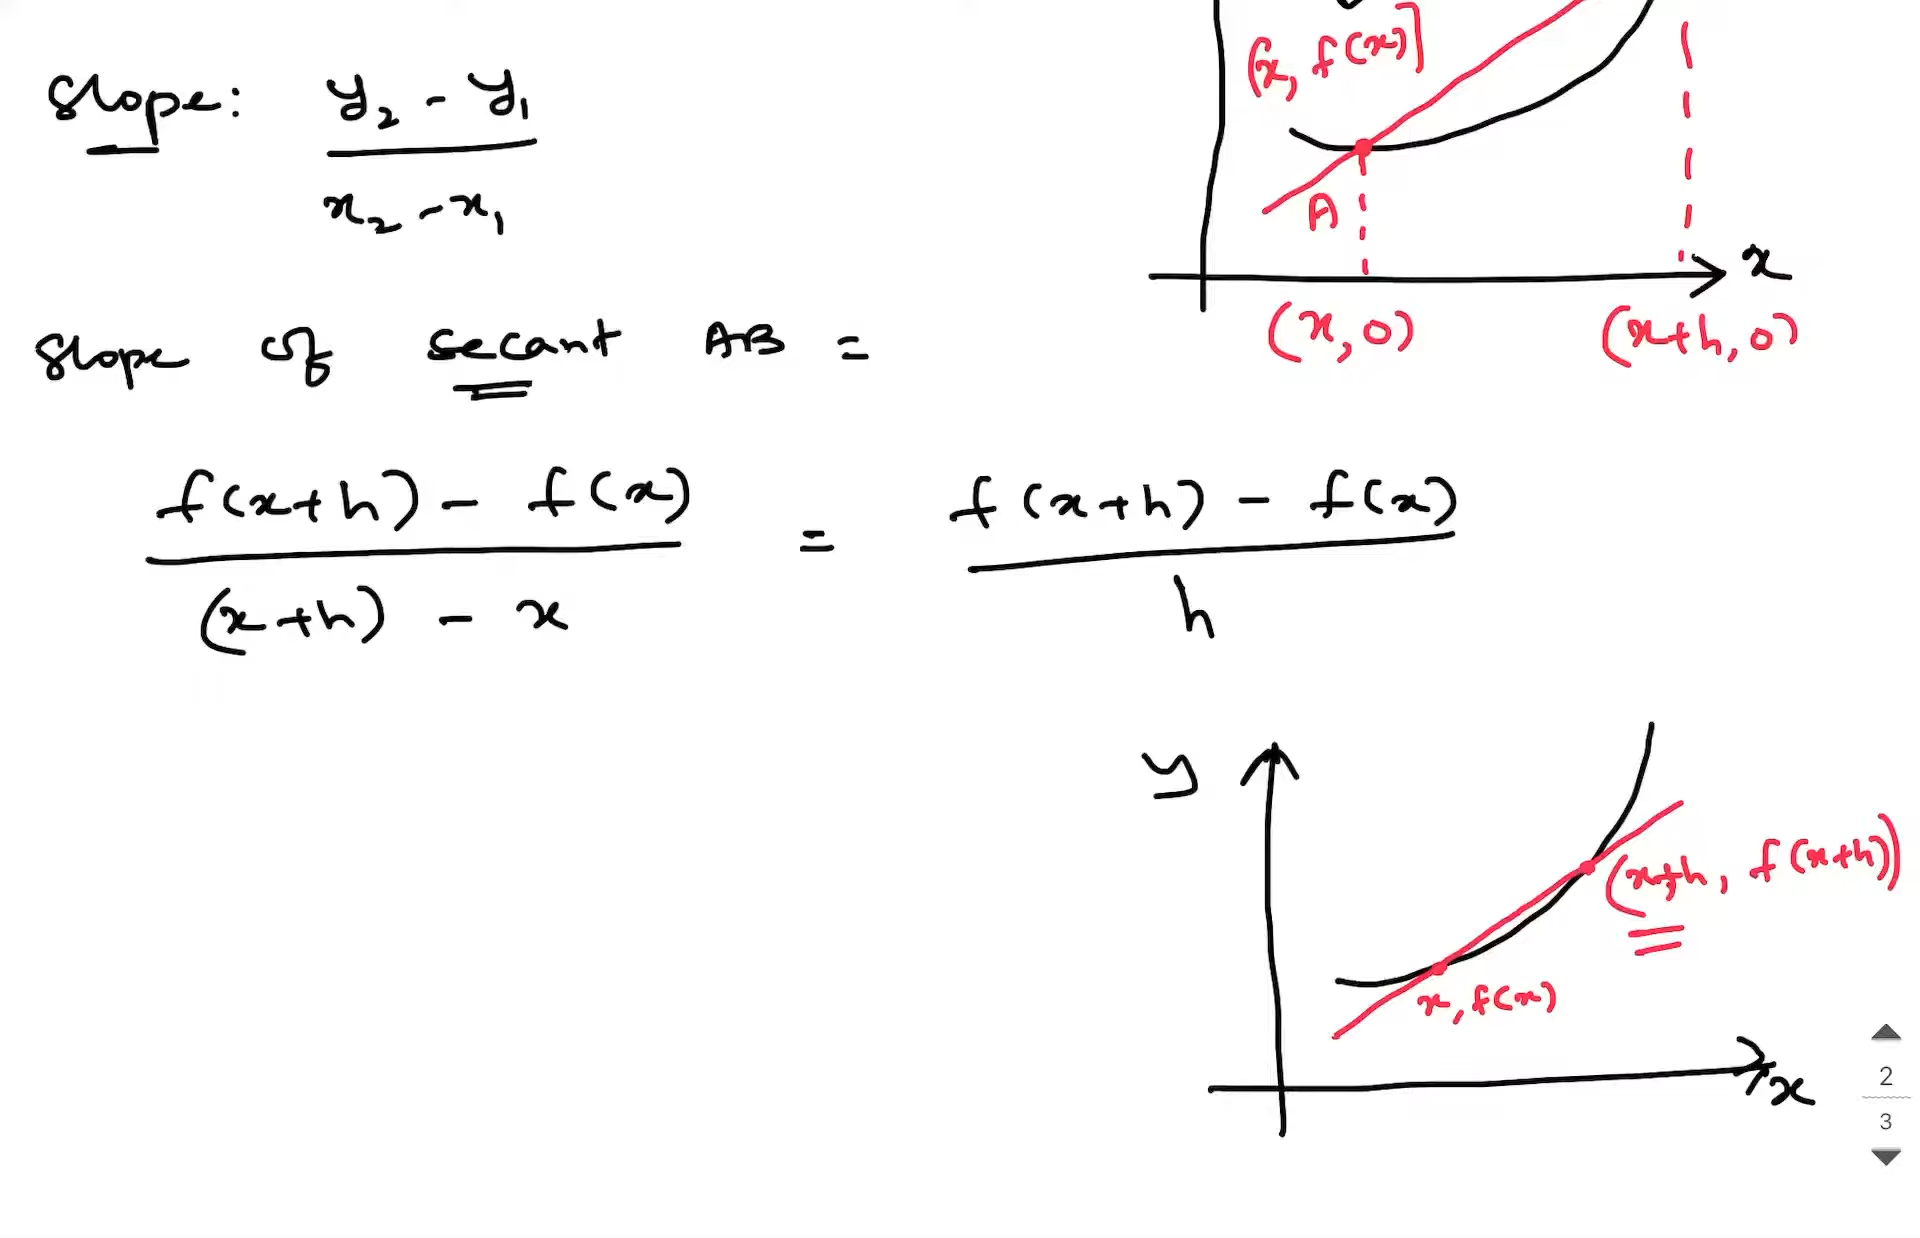 slope: y₂ - y₁
x₂ - x₁
(x, f(x)]
A
x
(x, 0) (x+h, 0)
slope of secant AB =
f(x+h) - f(x) = f(x+h) - f(x)
(x+h) - x h
y
(x+h, f(x+h))
x, f(x)
x
2
3